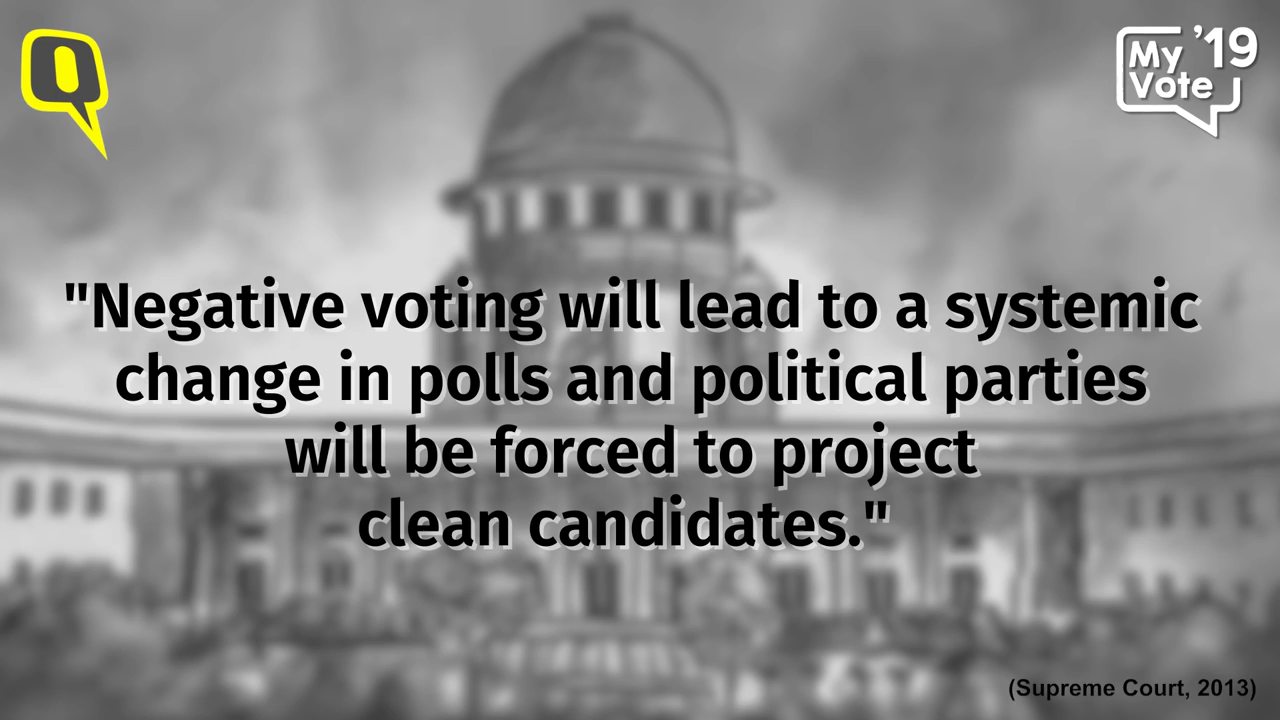 Q
My '19
Vote
"Negative voting will lead to a systemic
change in polls and political parties
will be forced to project
clean candidates."
(Supreme Court, 2013)